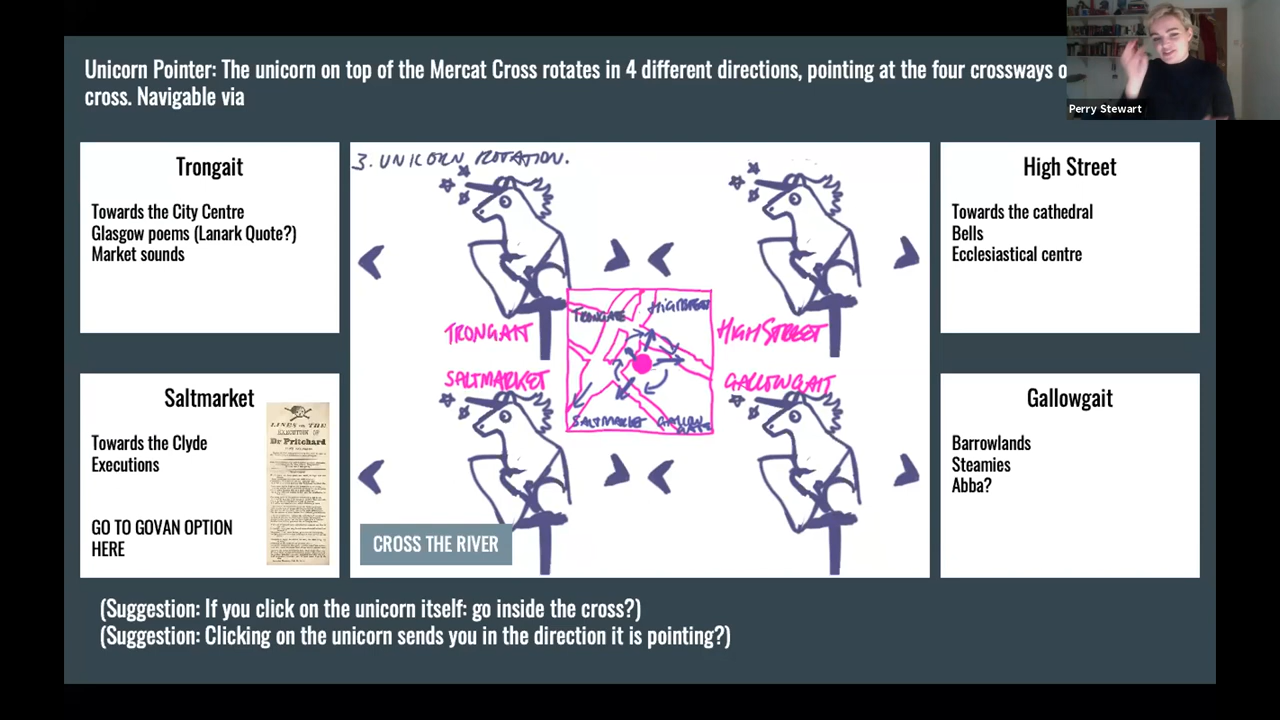 Unicorn Pointer: The unicorn on top of the Mercat Cross rotates in 4 different directions, pointing at the four crossways o
cross. Navigable via
Perry Stewart
Trongait
Towards the City Centre
Glasgow poems (Lanark Quote?)
Market sounds
Saltmarket
Towards the Clyde
Executions
GO TO GOVAN OPTION
HERE
LINES ON THE
EXECUTION OF
Dr Pritchard
3. UNICORN ROTATION.
TRONGAIT
HIGH STREET
SALTMARKET
GALLOWGAIT
TRONGATE
HIGHSTREET
SALTMARKET
GALLOW
GATE
CROSS THE RIVER
High Street
Towards the cathedral
Bells
Ecclesiastical centre
Gallowgait
Barrowlands
Steamies
Abba?
(Suggestion: If you click on the unicorn itself: go inside the cross?)
(Suggestion: Clicking on the unicorn sends you in the direction it is pointing?)